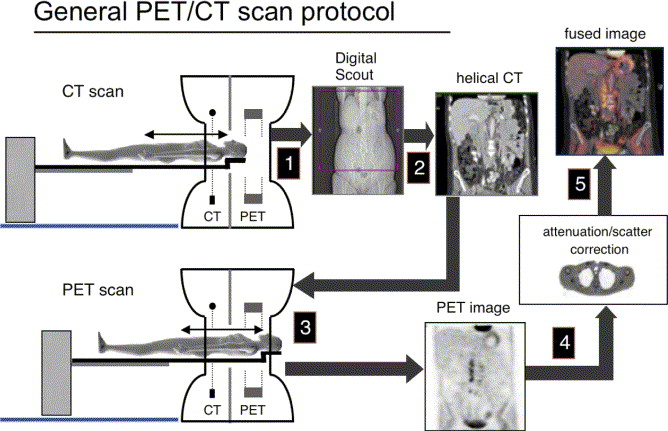 General PET/CT scan protocol
CT scan
CT
PET
1
Digital
Scout
2
helical CT
fused image
5
attenuation/scatter
correction
PET scan
CT
PET
3
PET image
4